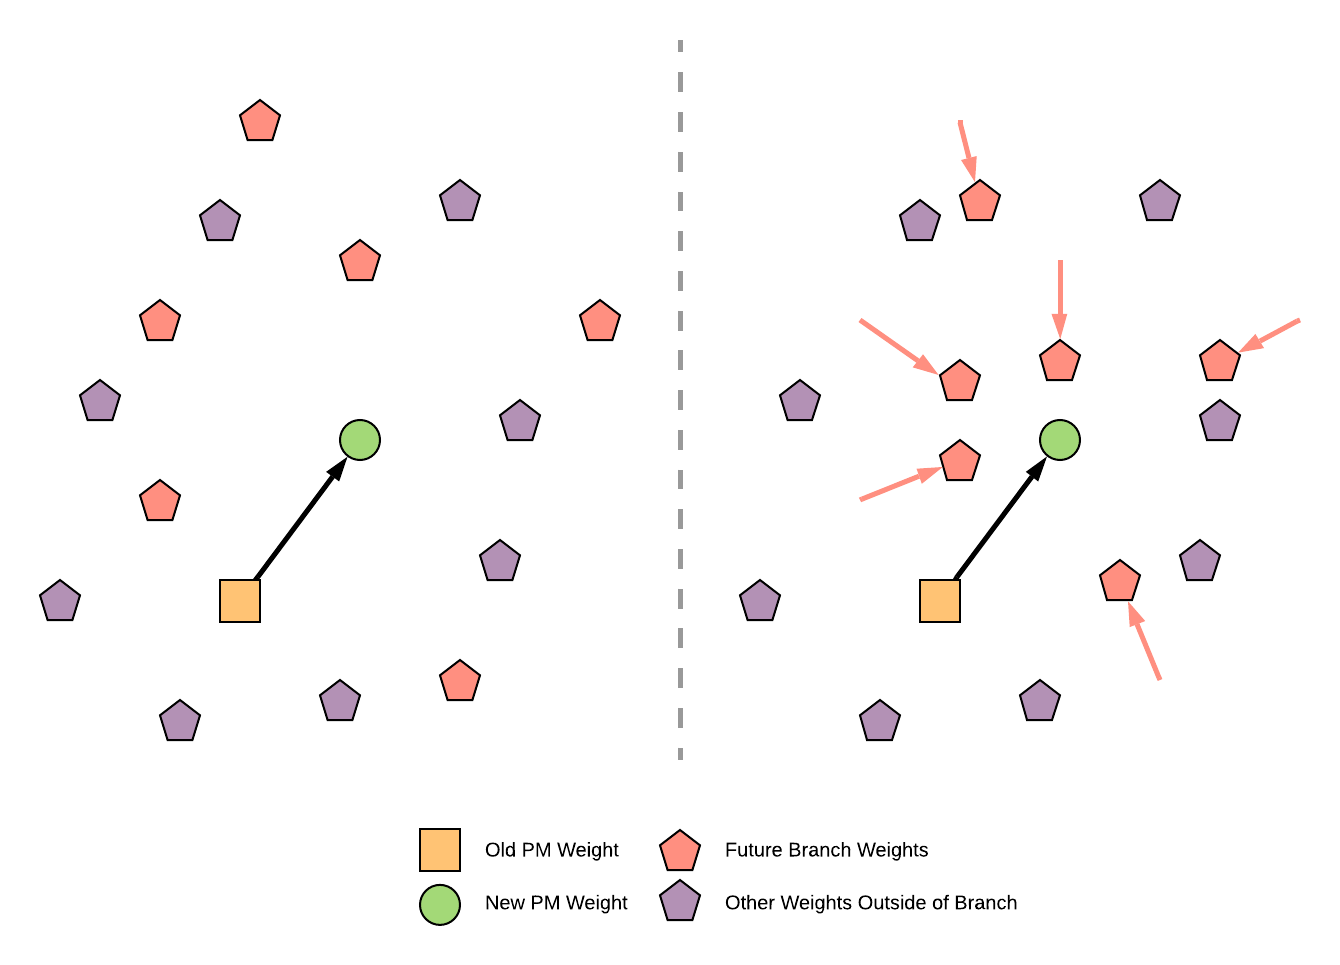 Old PM Weight
Future Branch Weights
New PM Weight
Other Weights Outside of Branch